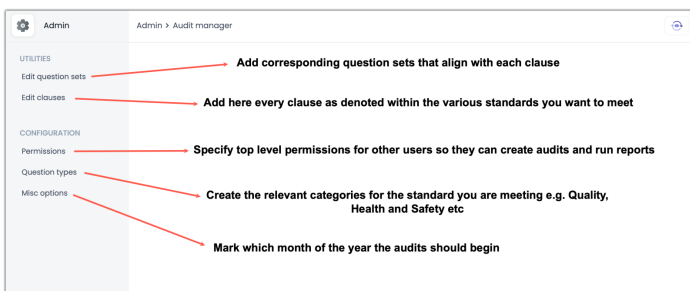 Admin
Admin > Audit manager
UTILITIES
Edit question sets
Add corresponding question sets that align with each clause
Edit clauses
Add here every clause as denoted within the various standards you want to meet
CONFIGURATION
Permissions
Specify top level permissions for other users so they can create audits and run reports
Question types
Create the relevant categories for the standard you are meeting e.g. Quality,
Health and Safety etc
Misc options
Mark which month of the year the audits should begin